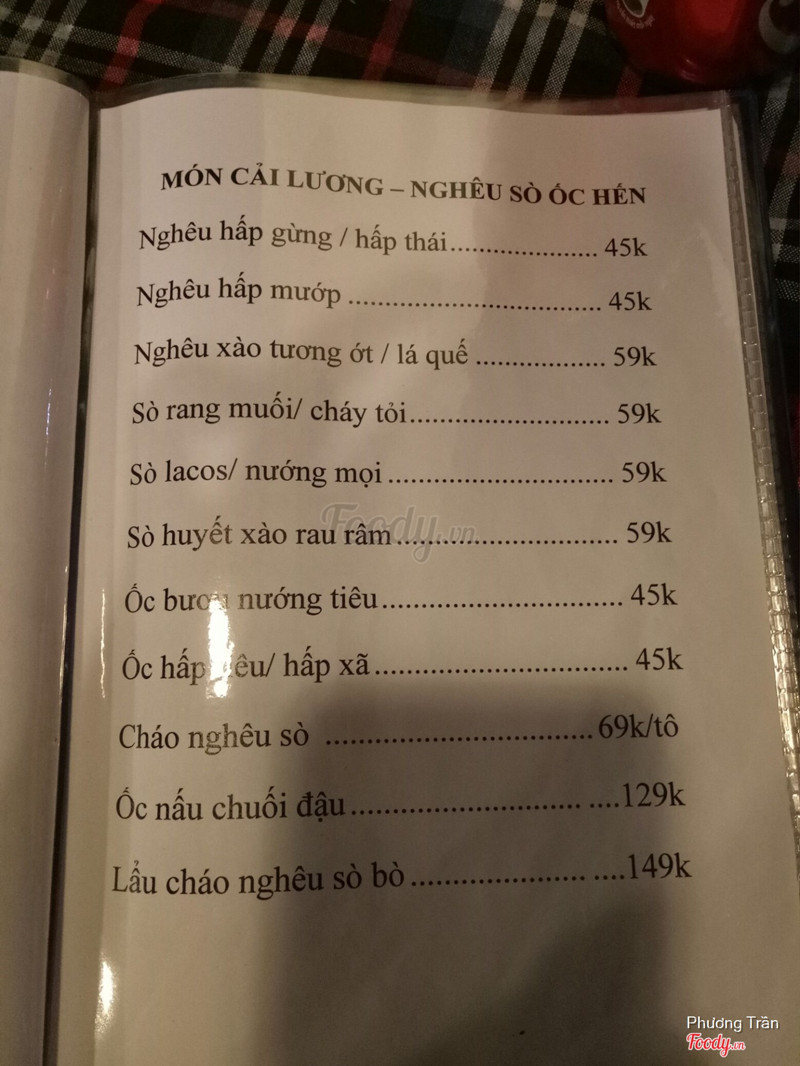 MÓN CẢI LƯƠNG – NGHÊU SÒ ỐC HẾN
Nghêu hấp gừng / hấp thái..................... 45k
Nghêu hấp mướp .................................... 45k
Nghêu xào tương ớt / lá quế .................. 59k
Sò rang muối/ cháy tỏi............................ 59k
Sò lacos/ nướng mọi ............................... 59k
Sò huyết xào rau râm............................... 59k
Ốc nướng tiêu.................................. 45k
Ốc hấp / hấp xã.................................... 45k
Cháo nghêu sò ..................................... 69k/tô
Ốc nấu chuối đậu................................ ....129k
Lẩu cháo nghêu sò bò........................ ....149k
Foody.vn
Phương Trần
Foody.vn